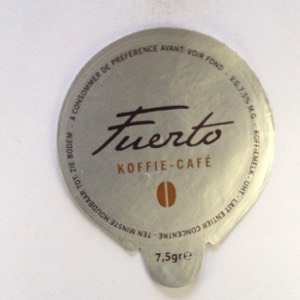 Fuerto
KOFFIE-CAFÉ
7,5gr℮
A CONSOMMER DE PRÉFÉRENCE AVANT: VOIR FOND - V.G. 7,5% M.G. - KOFFIEMELK - UHT - LAIT ENTIER CONCENTRÉ - TEN MINSTE HOUDBAAR TOT: ZIE BODEM -